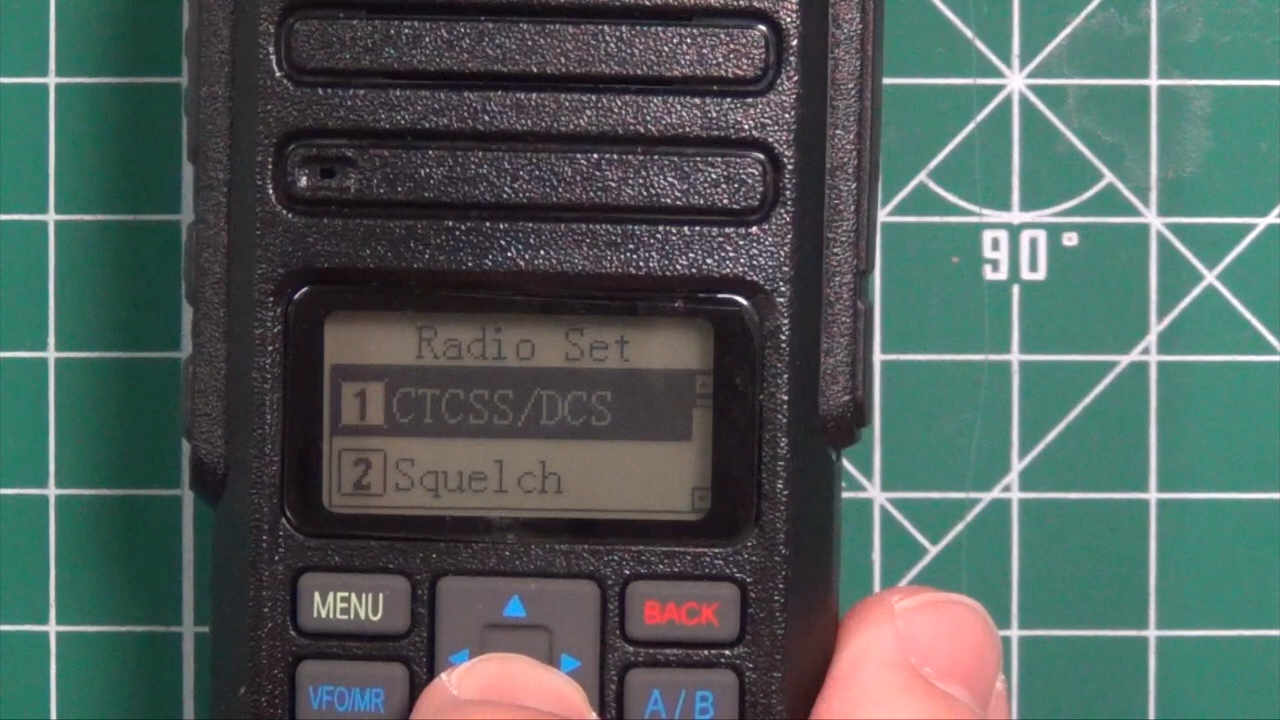 90°
Radio Set
1 CTCSS/DCS
2 Squelch
MENU
BACK
VFO/MR
A/B